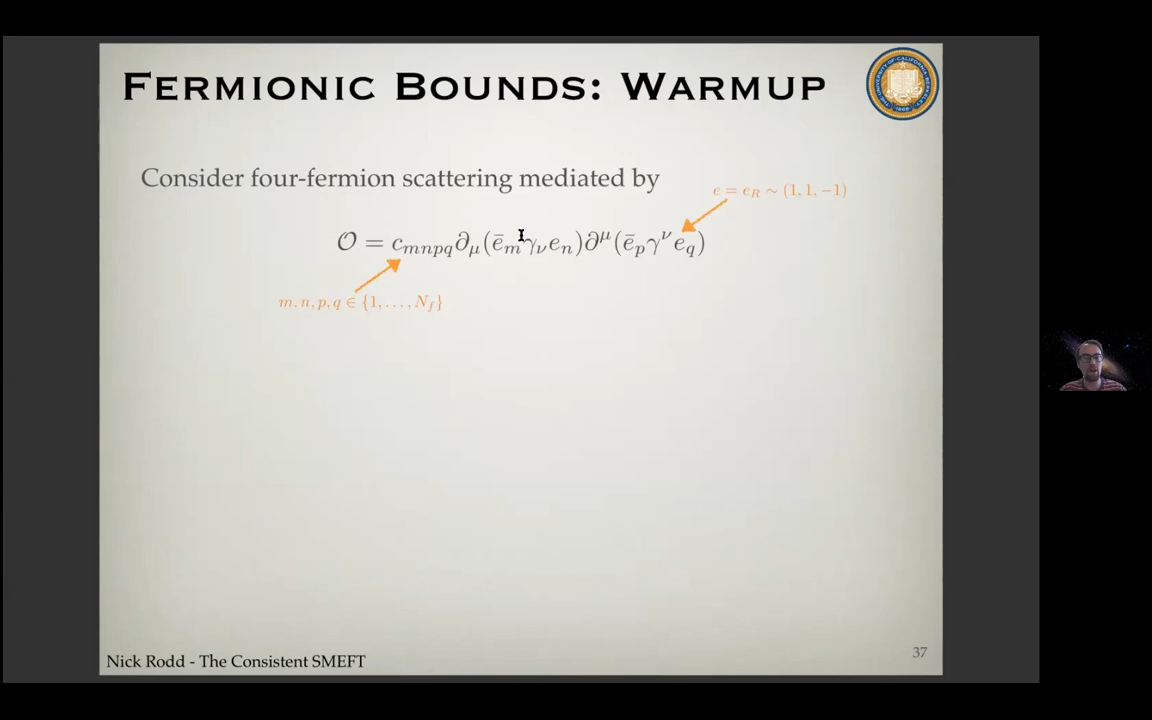 FERMIONIC BOUNDS: WARMUP
Consider four-fermion scattering mediated by
e = e_R ∼ (1, 1, −1)
𝒪 = c_{mnpq} ∂_μ(ē_m γ_ν e_n) ∂^μ(ē_p γ^ν e_q)
m, n, p, q ∈ {1, . . . , N_f}
Nick Rodd - The Consistent SMEFT
37